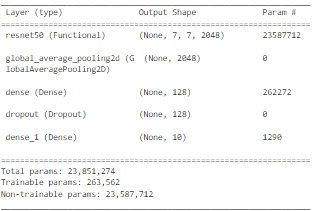 Layer (type) Output Shape Param #
resnet50 (Functional) (None, 7, 7, 2048) 23587712
global_average_pooling2d (G (None, 2048) 0
lobalAveragePooling2D)
dense (Dense) (None, 128) 262272
dropout (Dropout) (None, 128) 0
dense_1 (Dense) (None, 10) 1290
Total params: 23,851,274
Trainable params: 263,562
Non-trainable params: 23,587,712